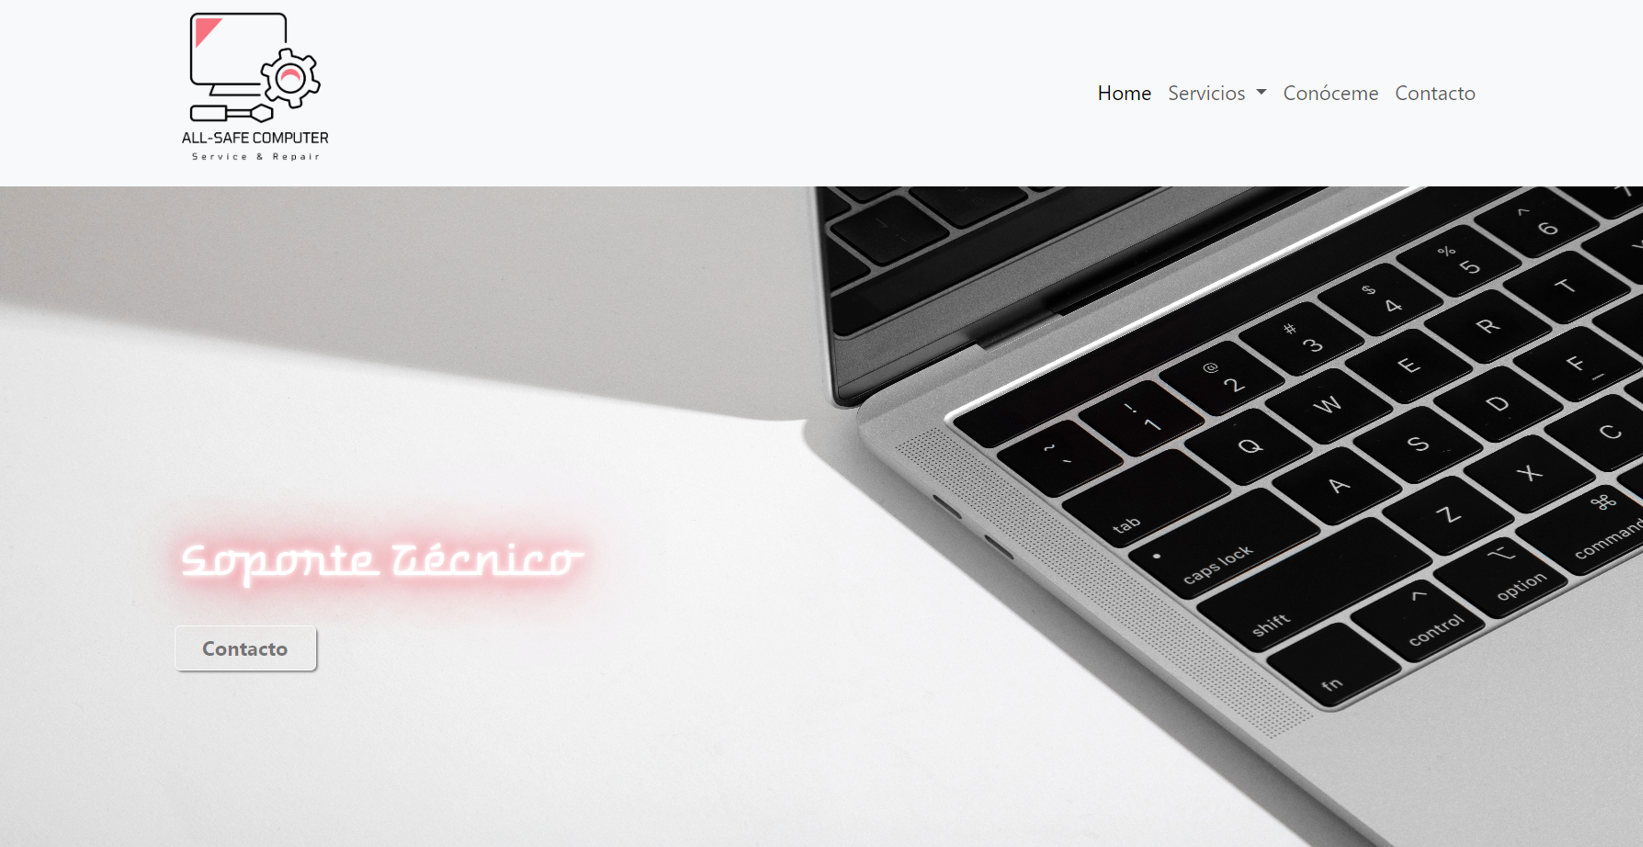 ALL-SAFE COMPUTER
Service & Repair
Home Servicios Conóceme Contacto
Soporte Técnico
Contacto
~ `
! 1
@ 2
# 3
$ 4
% 5
^ 6
tab Q W E R T
caps lock A S D F
shift Z X C
fn control option command
⌃ ⌥ ⌘